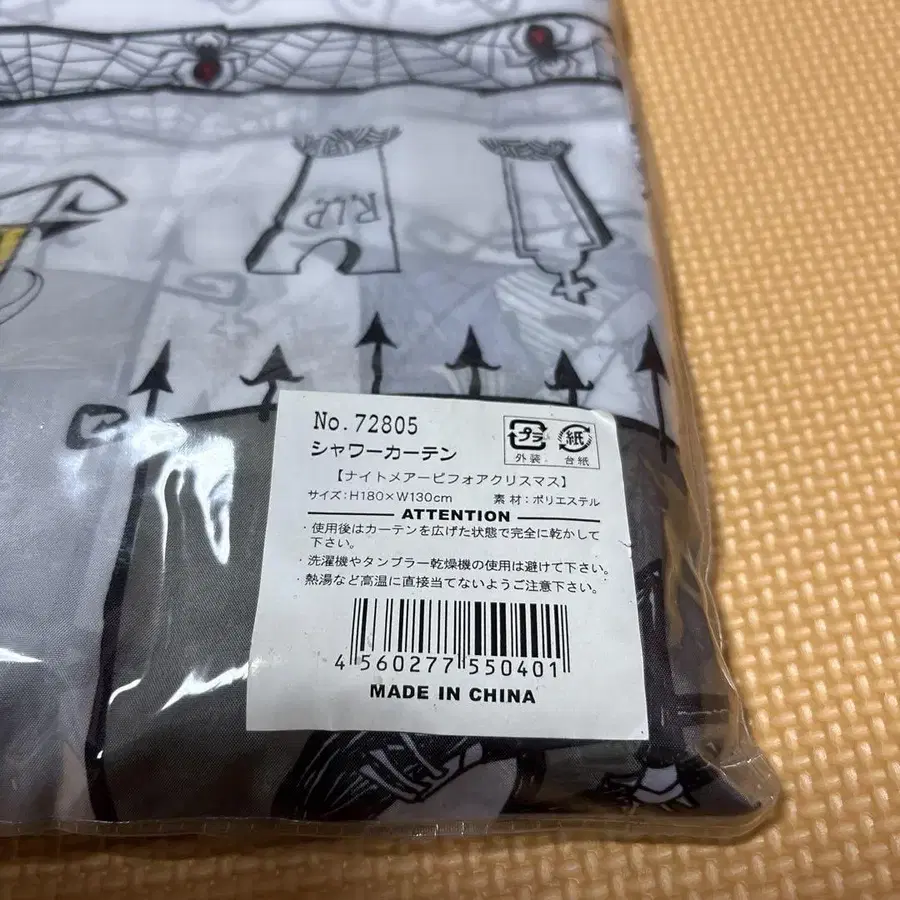 R.I.P.
No.72805
シャワーカーテン
プラ
外装
紙
台紙
【ナイトメアービフォアクリスマス】
サイズ:H180×W130cm 素材:ポリエステル
ATTENTION
・使用後はカーテンを広げた状態で完全に乾かして
下さい。
・洗濯機やタンブラー乾燥機の使用は避けて下さい。
・熱湯など高温に直接当てないようご注意下さい。
4 560277 550401
MADE IN CHINA